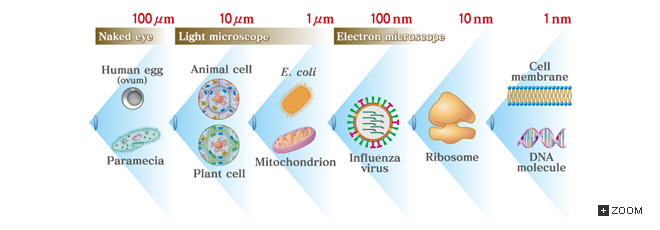 100 μm 10 μm 1 μm 100 nm 10 nm 1 nm
Naked eye Light microscope Electron microscope
Human egg
(ovum)
Animal cell
E. coli
Cell
membrane
Paramecia
Plant cell
Mitochondrion
Influenza
virus
Ribosome
DNA
molecule
ZOOM